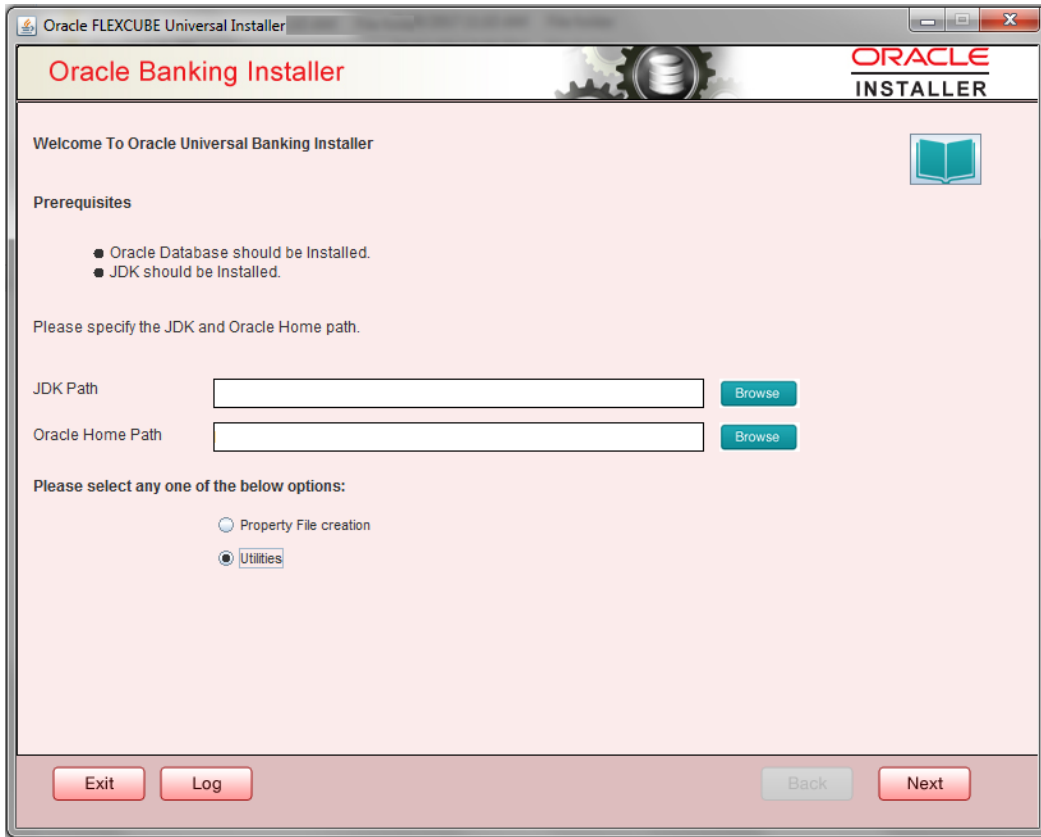 Oracle FLEXCUBE Universal Installer
Oracle Banking Installer
ORACLE
INSTALLER
Welcome To Oracle Universal Banking Installer
Prerequisites
Oracle Database should be Installed.
JDK should be Installed.
Please specify the JDK and Oracle Home path.
JDK Path
Browse
Oracle Home Path
Browse
Please select any one of the below options:
Property File creation
Utilities
Exit
Log
Back
Next